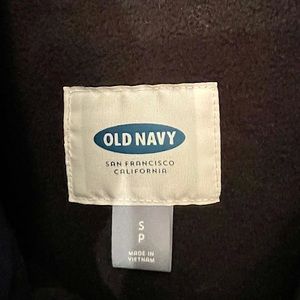 OLD NAVY
SAN FRANCISCO
CALIFORNIA
S
P
MADE IN
VIETNAM